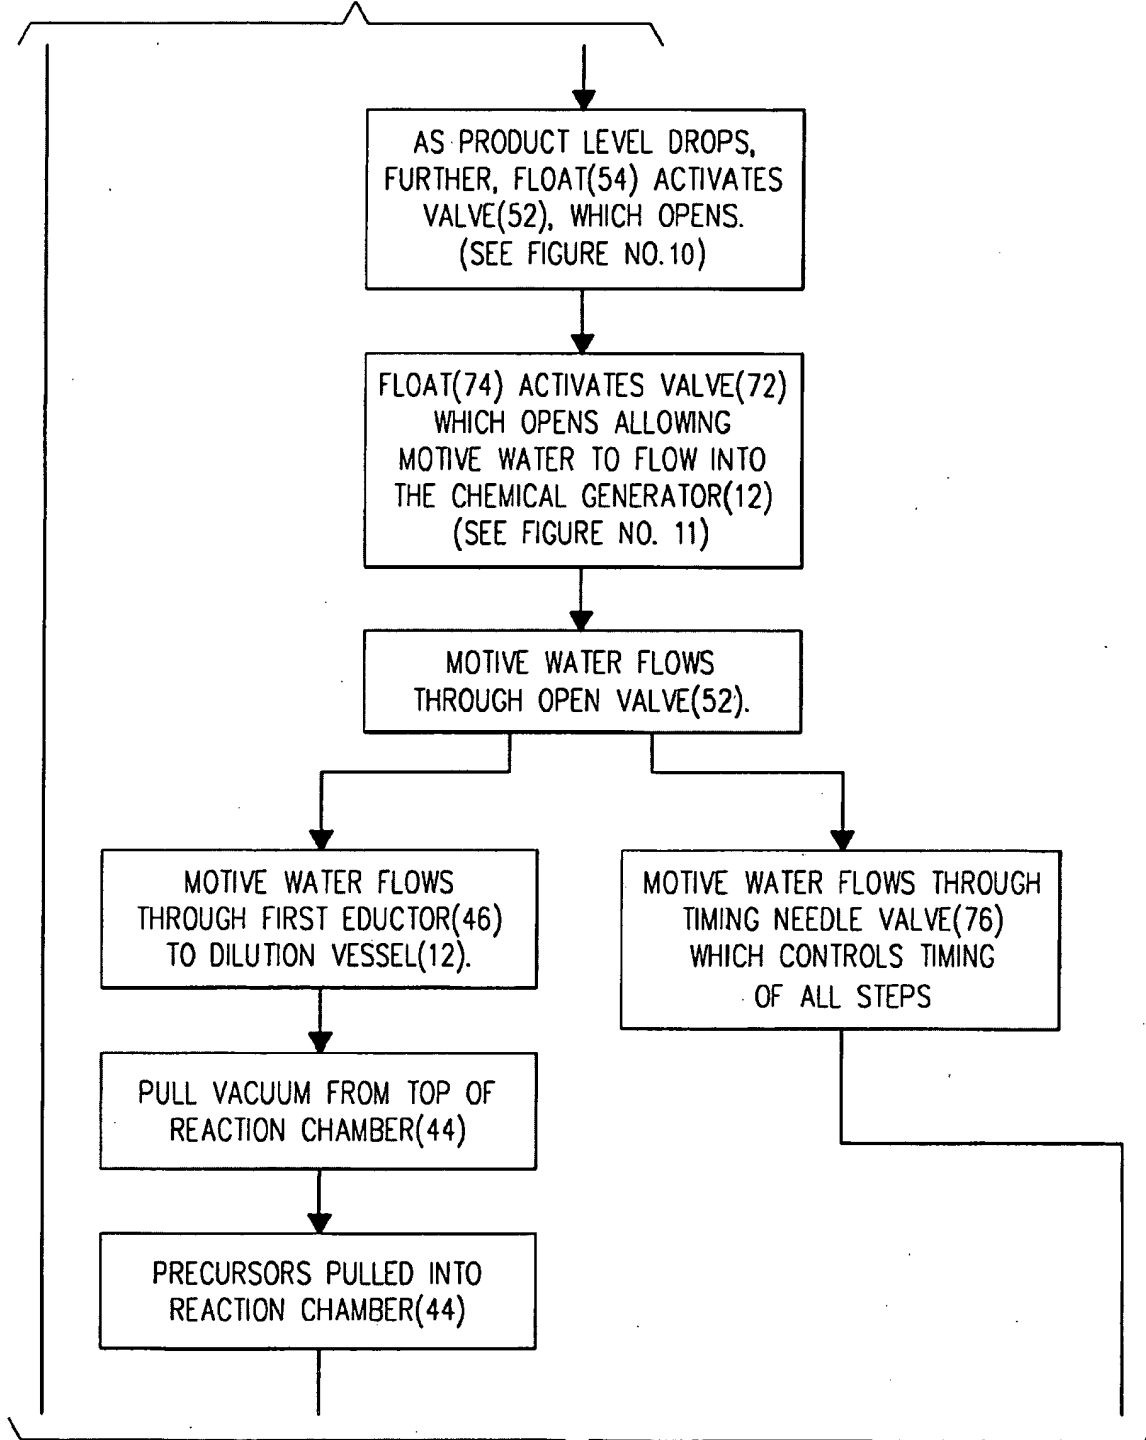 AS PRODUCT LEVEL DROPS,
FURTHER, FLOAT(54) ACTIVATES
VALVE(52), WHICH OPENS.
(SEE FIGURE NO.10)
FLOAT(74) ACTIVATES VALVE(72)
WHICH OPENS ALLOWING
MOTIVE WATER TO FLOW INTO
THE CHEMICAL GENERATOR(12)
(SEE FIGURE NO. 11)
MOTIVE WATER FLOWS
THROUGH OPEN VALVE(52).
MOTIVE WATER FLOWS
THROUGH FIRST EDUCTOR(46)
TO DILUTION VESSEL(12).
MOTIVE WATER FLOWS THROUGH
TIMING NEEDLE VALVE(76)
WHICH CONTROLS TIMING
OF ALL STEPS
PULL VACUUM FROM TOP OF
REACTION CHAMBER(44)
PRECURSORS PULLED INTO
REACTION CHAMBER(44)